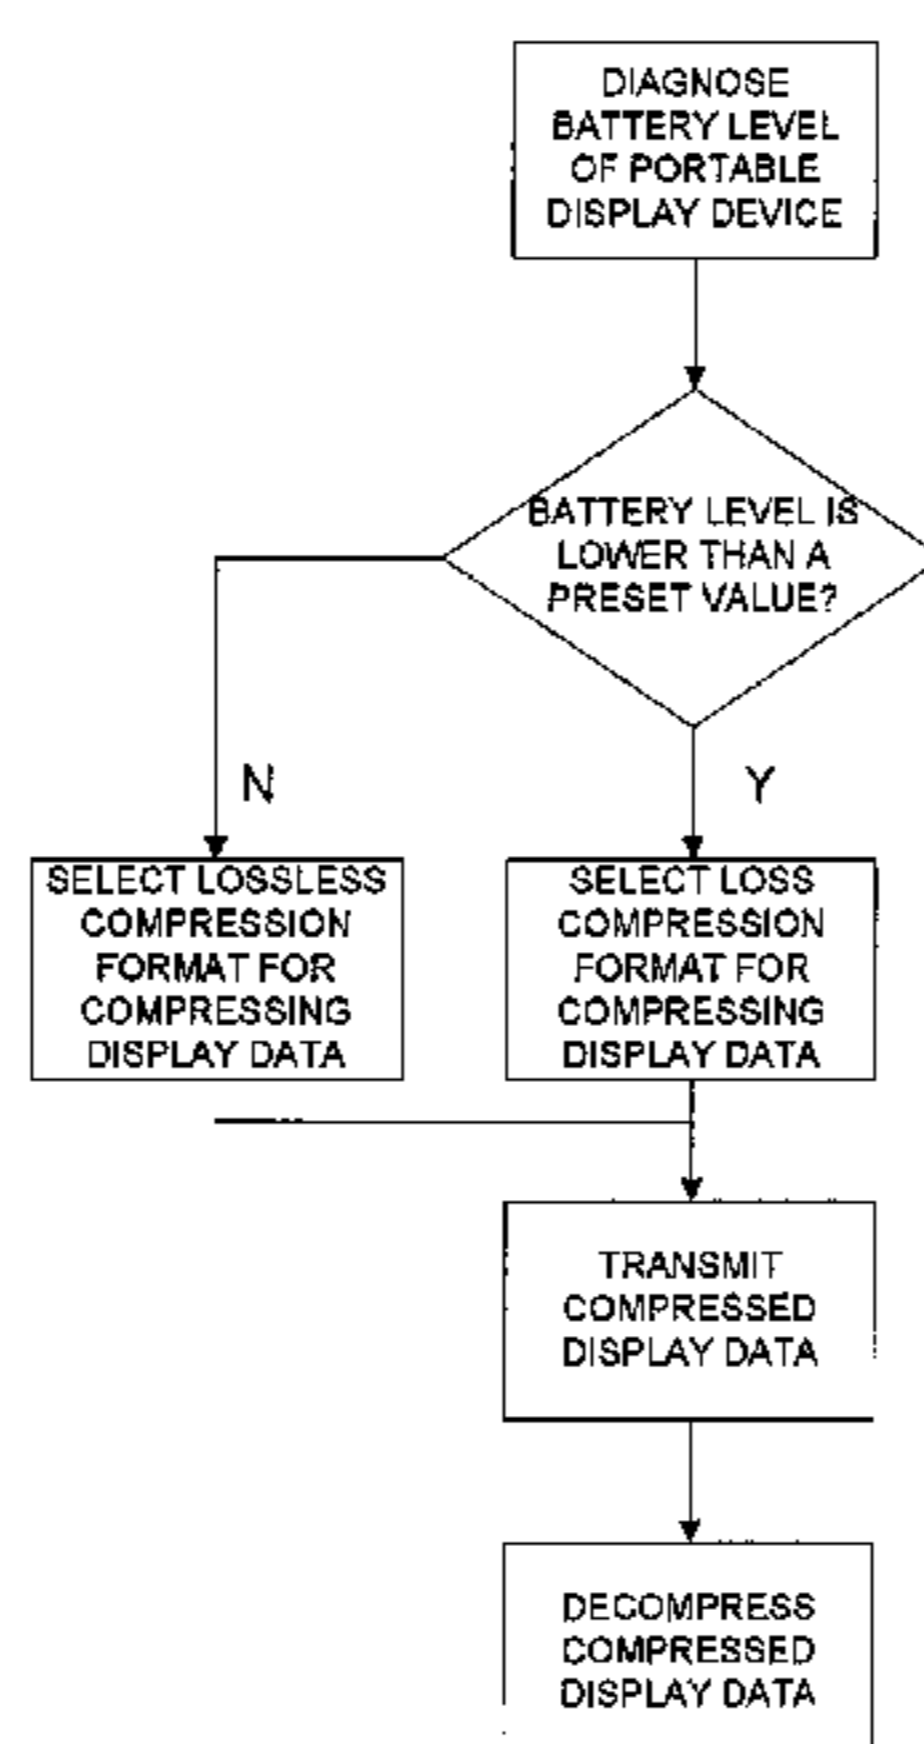 DIAGNOSE
BATTERY LEVEL
OF PORTABLE
DISPLAY DEVICE
BATTERY LEVEL IS
LOWER THAN A
PRESET VALUE?
N
Y
SELECT LOSSLESS
COMPRESSION
FORMAT FOR
COMPRESSING
DISPLAY DATA
SELECT LOSS
COMPRESSION
FORMAT FOR
COMPRESSING
DISPLAY DATA
TRANSMIT
COMPRESSED
DISPLAY DATA
DECOMPRESS
COMPRESSED
DISPLAY DATA